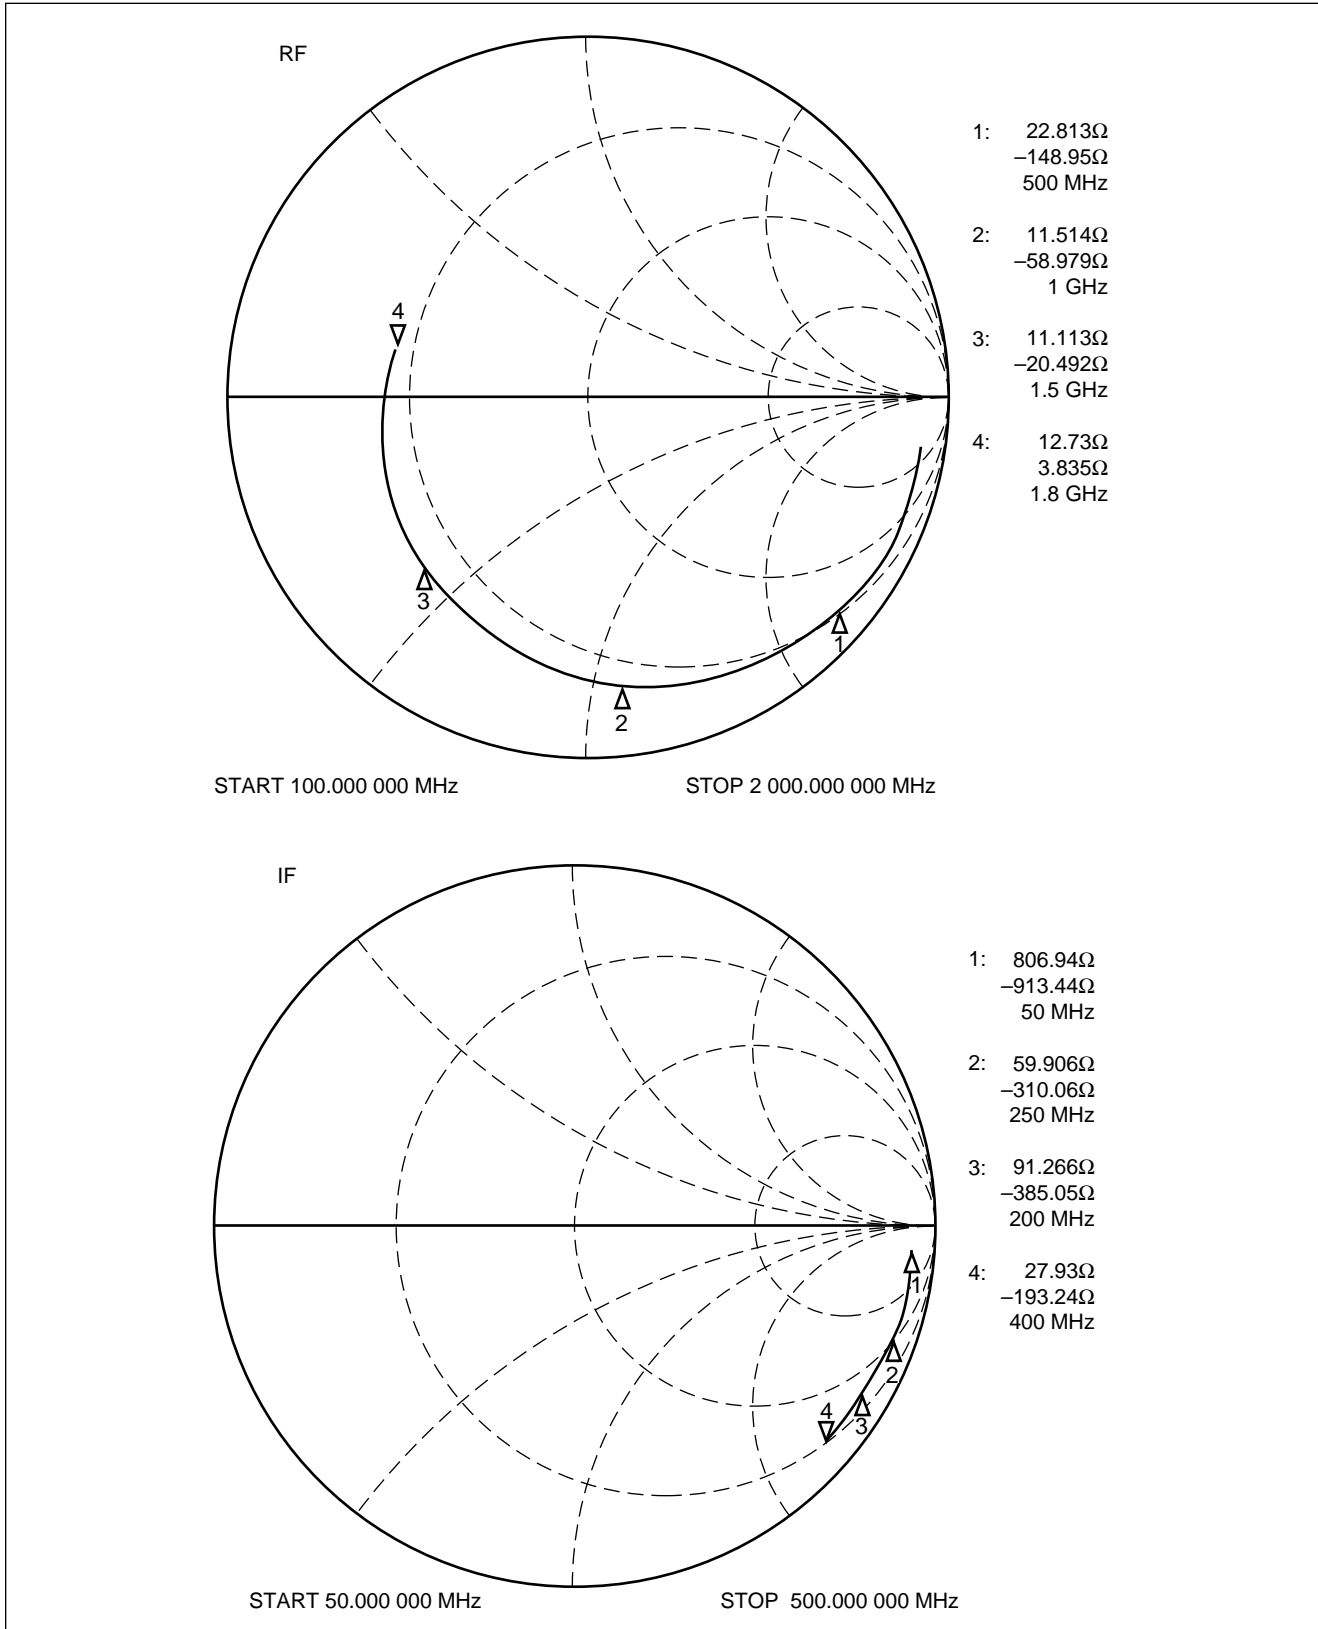 RF
1: 22.813Ω
–148.95Ω
500 MHz
2: 11.514Ω
–58.979Ω
1 GHz
3: 11.113Ω
–20.492Ω
1.5 GHz
4: 12.73Ω
3.835Ω
1.8 GHz
4
3
2
1
START 100.000 000 MHz STOP 2 000.000 000 MHz
IF
1: 806.94Ω
–913.44Ω
50 MHz
2: 59.906Ω
–310.06Ω
250 MHz
3: 91.266Ω
–385.05Ω
200 MHz
4: 27.93Ω
–193.24Ω
400 MHz
1
2
4
3
START 50.000 000 MHz STOP 500.000 000 MHz